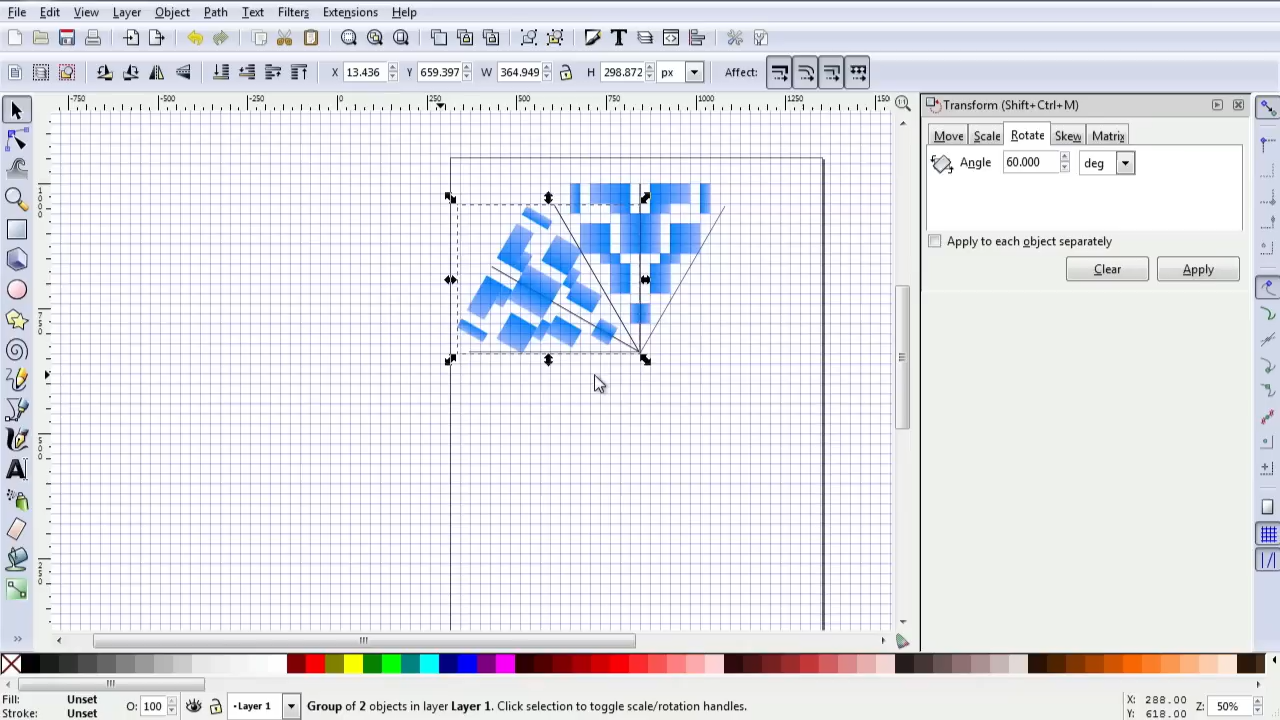 File Edit View Layer Object Path Text Filters Extensions Help
X 13.436 Y 659.397 W 364.949 H 298.872 px Affect:
-750 -500 -250 0 250 500 750 1000 1250 150
Transform (Shift+Ctrl+M)
Move Scale Rotate Skew Matrix
Angle 60.000 deg
Apply to each object separately
Clear Apply
1000
750
500
250
A
Fill: Unset
Stroke: Unset
O: 100
Layer 1
Group of 2 objects in layer Layer 1. Click selection to toggle scale/rotation handles.
X: 288.00
Y: 618.00
Z: 50%